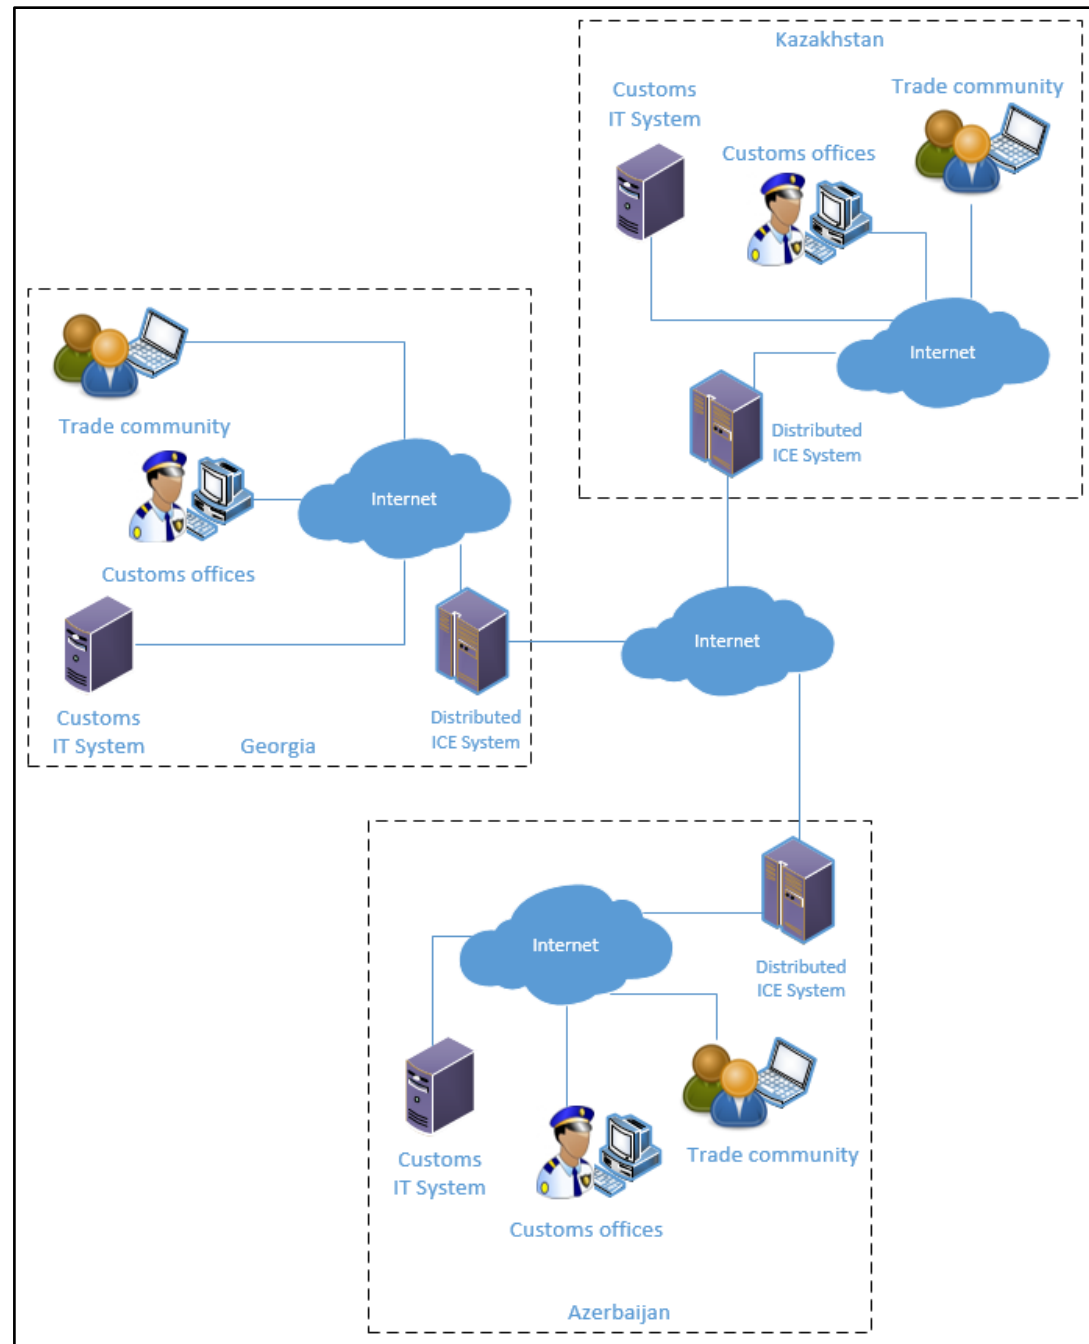 Kazakhstan
Customs
IT System
Trade community
Customs offices
Internet
Distributed
ICE System
Trade community
Internet
Customs offices
Customs
IT System
Distributed
ICE System
Georgia
Internet
Internet
Distributed
ICE System
Customs
IT System
Trade community
Customs offices
Azerbaijan